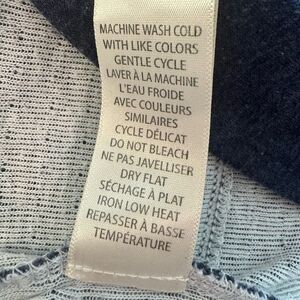 MACHINE WASH COLD
WITH LIKE COLORS
GENTLE CYCLE
LAVER À LA MACHINE
L'EAU FROIDE
AVEC COULEURS
SIMILAIRES
CYCLE DÉLICAT
DO NOT BLEACH
NE PAS JAVELLISER
DRY FLAT
SÉCHAGE À PLAT
IRON LOW HEAT
REPASSER À BASSE
TEMPÉRATURE